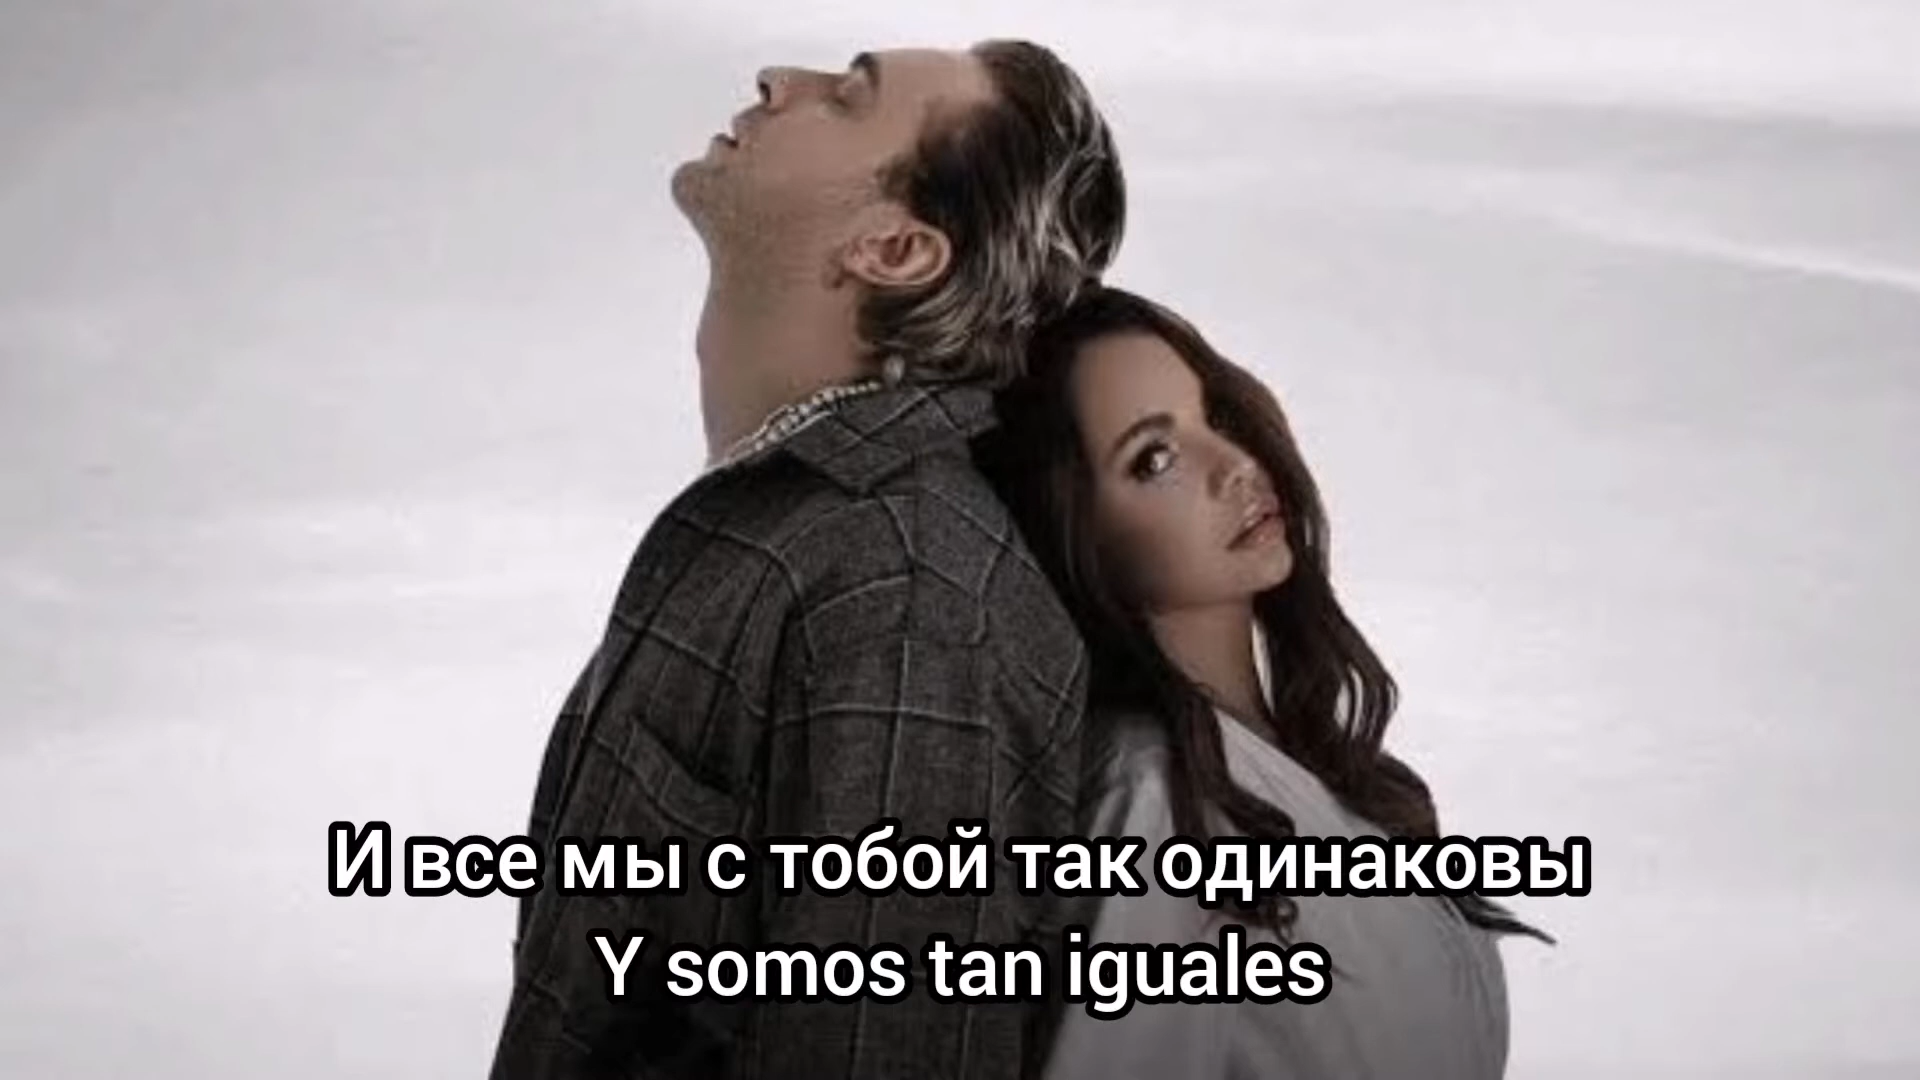 И все мы с тобой так одинаковы
Y somos tan iguales